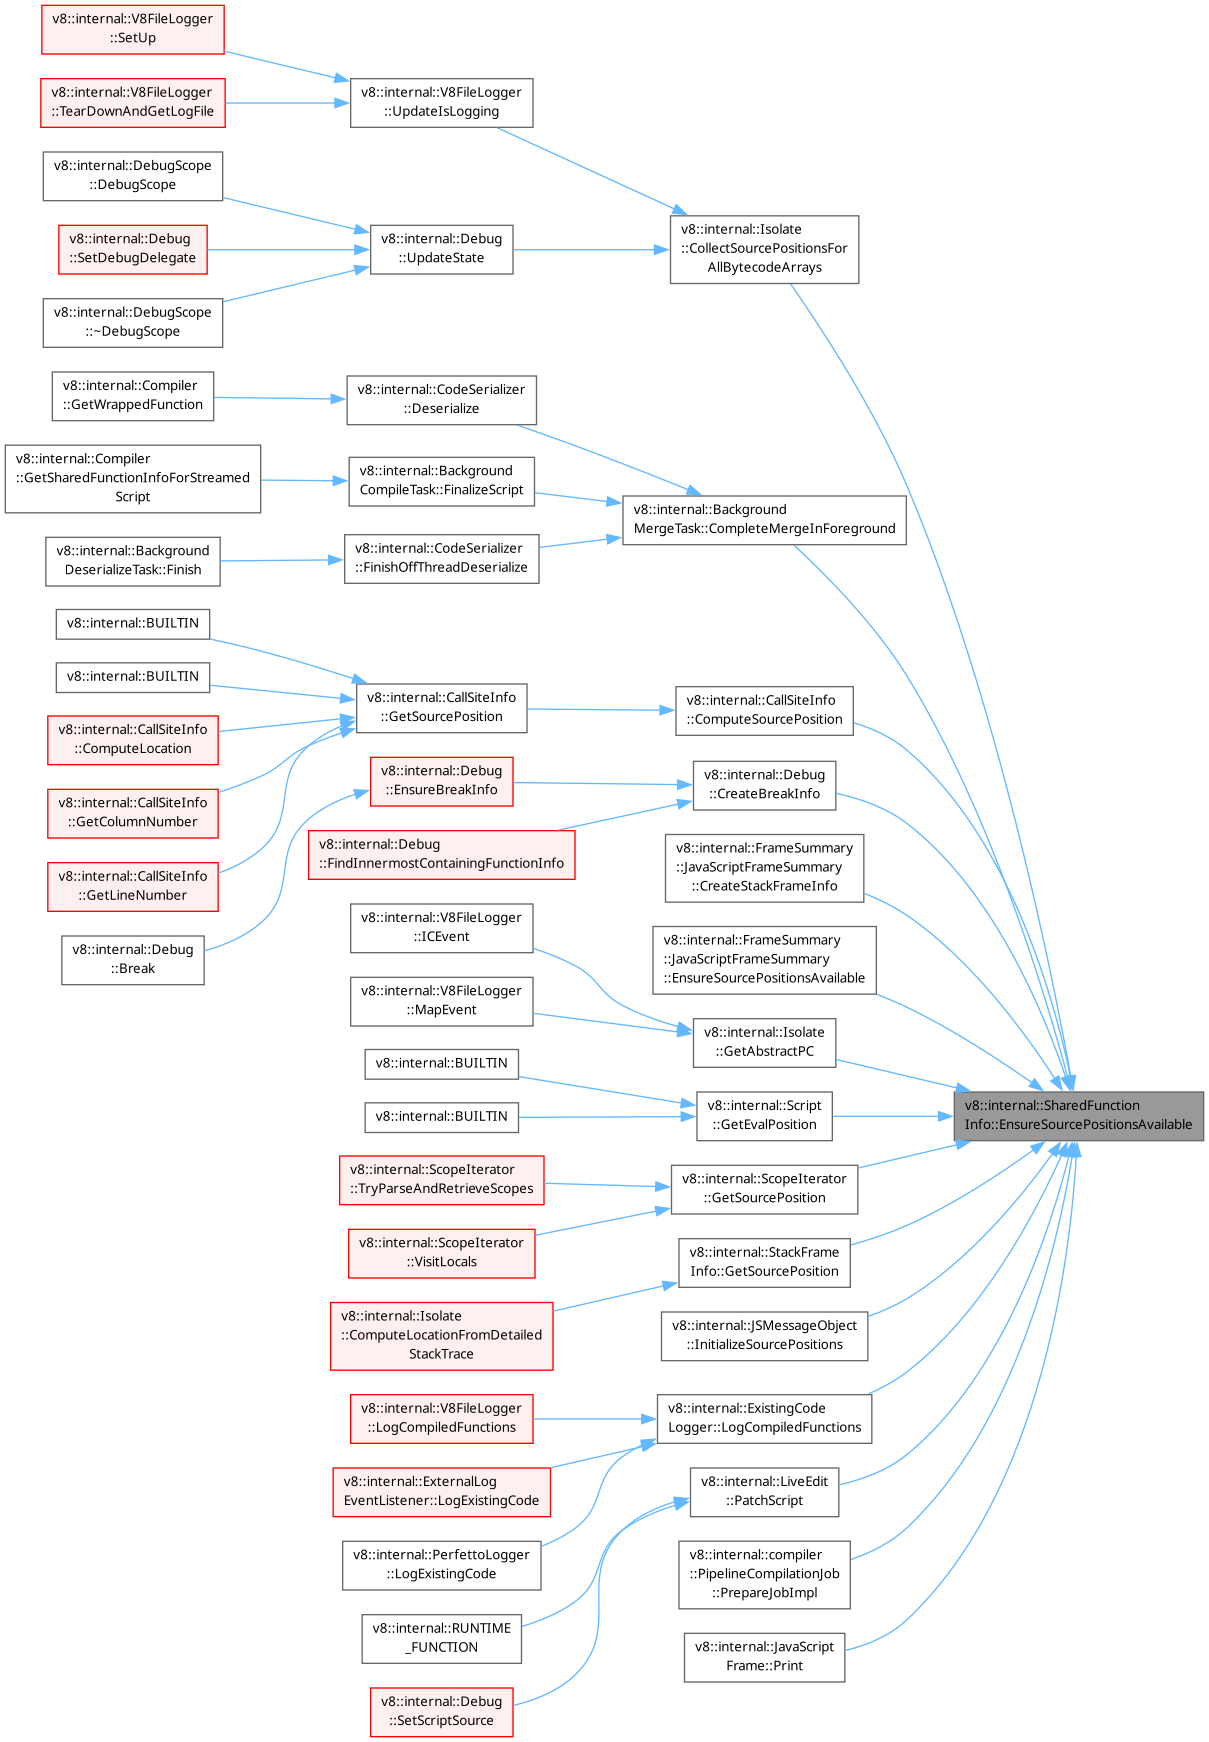 v8::internal::V8FileLogger
::SetUp
v8::internal::V8FileLogger
::TearDownAndGetLogFile
v8::internal::DebugScope
::DebugScope
v8::internal::Debug
::SetDebugDelegate
v8::internal::DebugScope
::~DebugScope
v8::internal::Compiler
::GetWrappedFunction
v8::internal::Compiler
::GetSharedFunctionInfoForStreamed
Script
v8::internal::Background
DeserializeTask::Finish
v8::internal::BUILTIN
v8::internal::BUILTIN
v8::internal::CallSiteInfo
::ComputeLocation
v8::internal::CallSiteInfo
::GetColumnNumber
v8::internal::CallSiteInfo
::GetLineNumber
v8::internal::Debug
::Break
v8::internal::V8FileLogger
::UpdateIsLogging
v8::internal::Debug
::UpdateState
v8::internal::CodeSerializer
::Deserialize
v8::internal::Background
CompileTask::FinalizeScript
v8::internal::CodeSerializer
::FinishOffThreadDeserialize
v8::internal::CallSiteInfo
::GetSourcePosition
v8::internal::Debug
::EnsureBreakInfo
v8::internal::Debug
::FindInnermostContainingFunctionInfo
v8::internal::V8FileLogger
::ICEvent
v8::internal::V8FileLogger
::MapEvent
v8::internal::BUILTIN
v8::internal::BUILTIN
v8::internal::ScopeIterator
::TryParseAndRetrieveScopes
v8::internal::ScopeIterator
::VisitLocals
v8::internal::Isolate
::ComputeLocationFromDetailed
StackTrace
v8::internal::V8FileLogger
::LogCompiledFunctions
v8::internal::ExternalLog
EventListener::LogExistingCode
v8::internal::PerfettoLogger
::LogExistingCode
v8::internal::RUNTIME
_FUNCTION
v8::internal::Debug
::SetScriptSource
v8::internal::Isolate
::CollectSourcePositionsFor
AllBytecodeArrays
v8::internal::Background
MergeTask::CompleteMergeInForeground
v8::internal::CallSiteInfo
::ComputeSourcePosition
v8::internal::Debug
::CreateBreakInfo
v8::internal::FrameSummary
::JavaScriptFrameSummary
::CreateStackFrameInfo
v8::internal::FrameSummary
::JavaScriptFrameSummary
::EnsureSourcePositionsAvailable
v8::internal::Isolate
::GetAbstractPC
v8::internal::Script
::GetEvalPosition
v8::internal::ScopeIterator
::GetSourcePosition
v8::internal::StackFrame
Info::GetSourcePosition
v8::internal::JSMessageObject
::InitializeSourcePositions
v8::internal::ExistingCode
Logger::LogCompiledFunctions
v8::internal::LiveEdit
::PatchScript
v8::internal::compiler
::PipelineCompilationJob
::PrepareJobImpl
v8::internal::JavaScript
Frame::Print
v8::internal::SharedFunction
Info::EnsureSourcePositionsAvailable